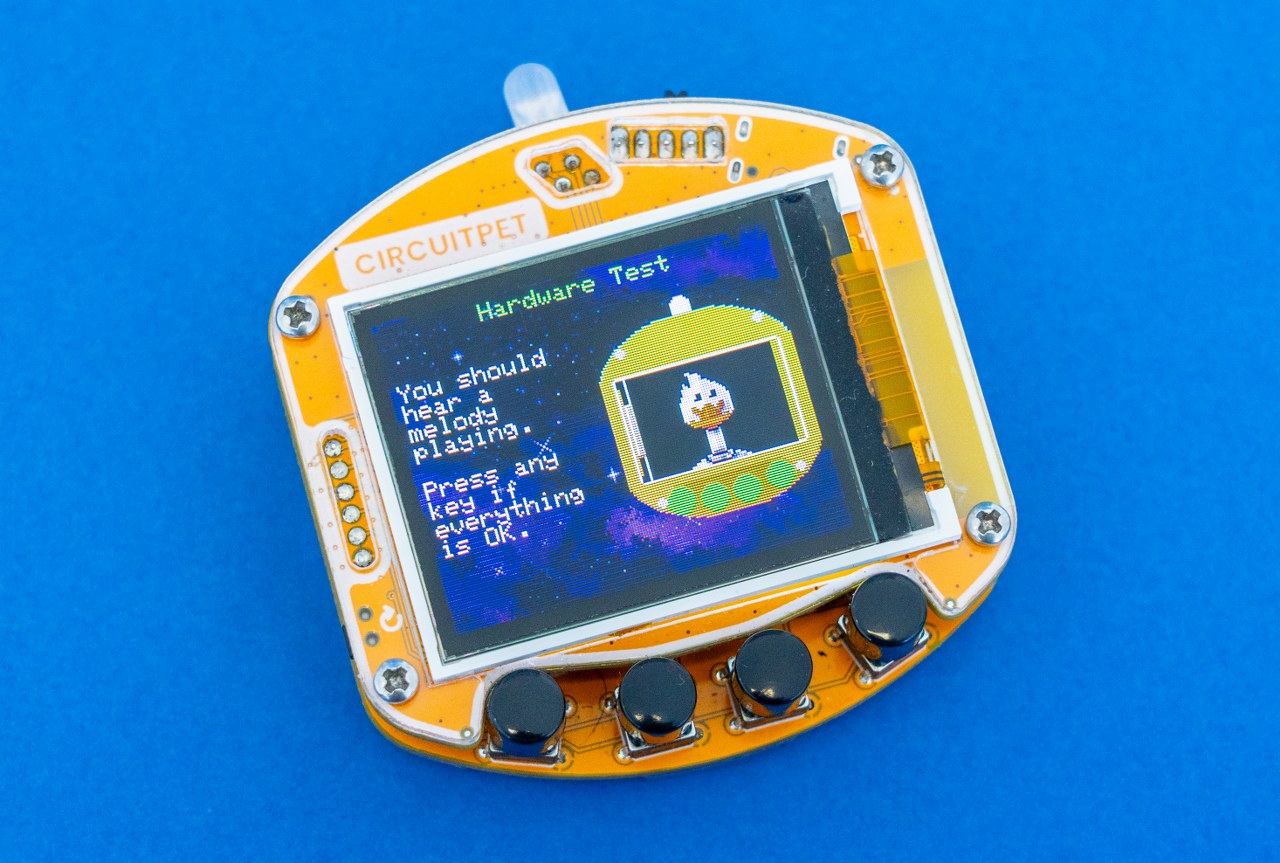 CIRCUITPET
Hardware Test
You should
hear a
melody
playing.
Press any
key if
everything
is OK.